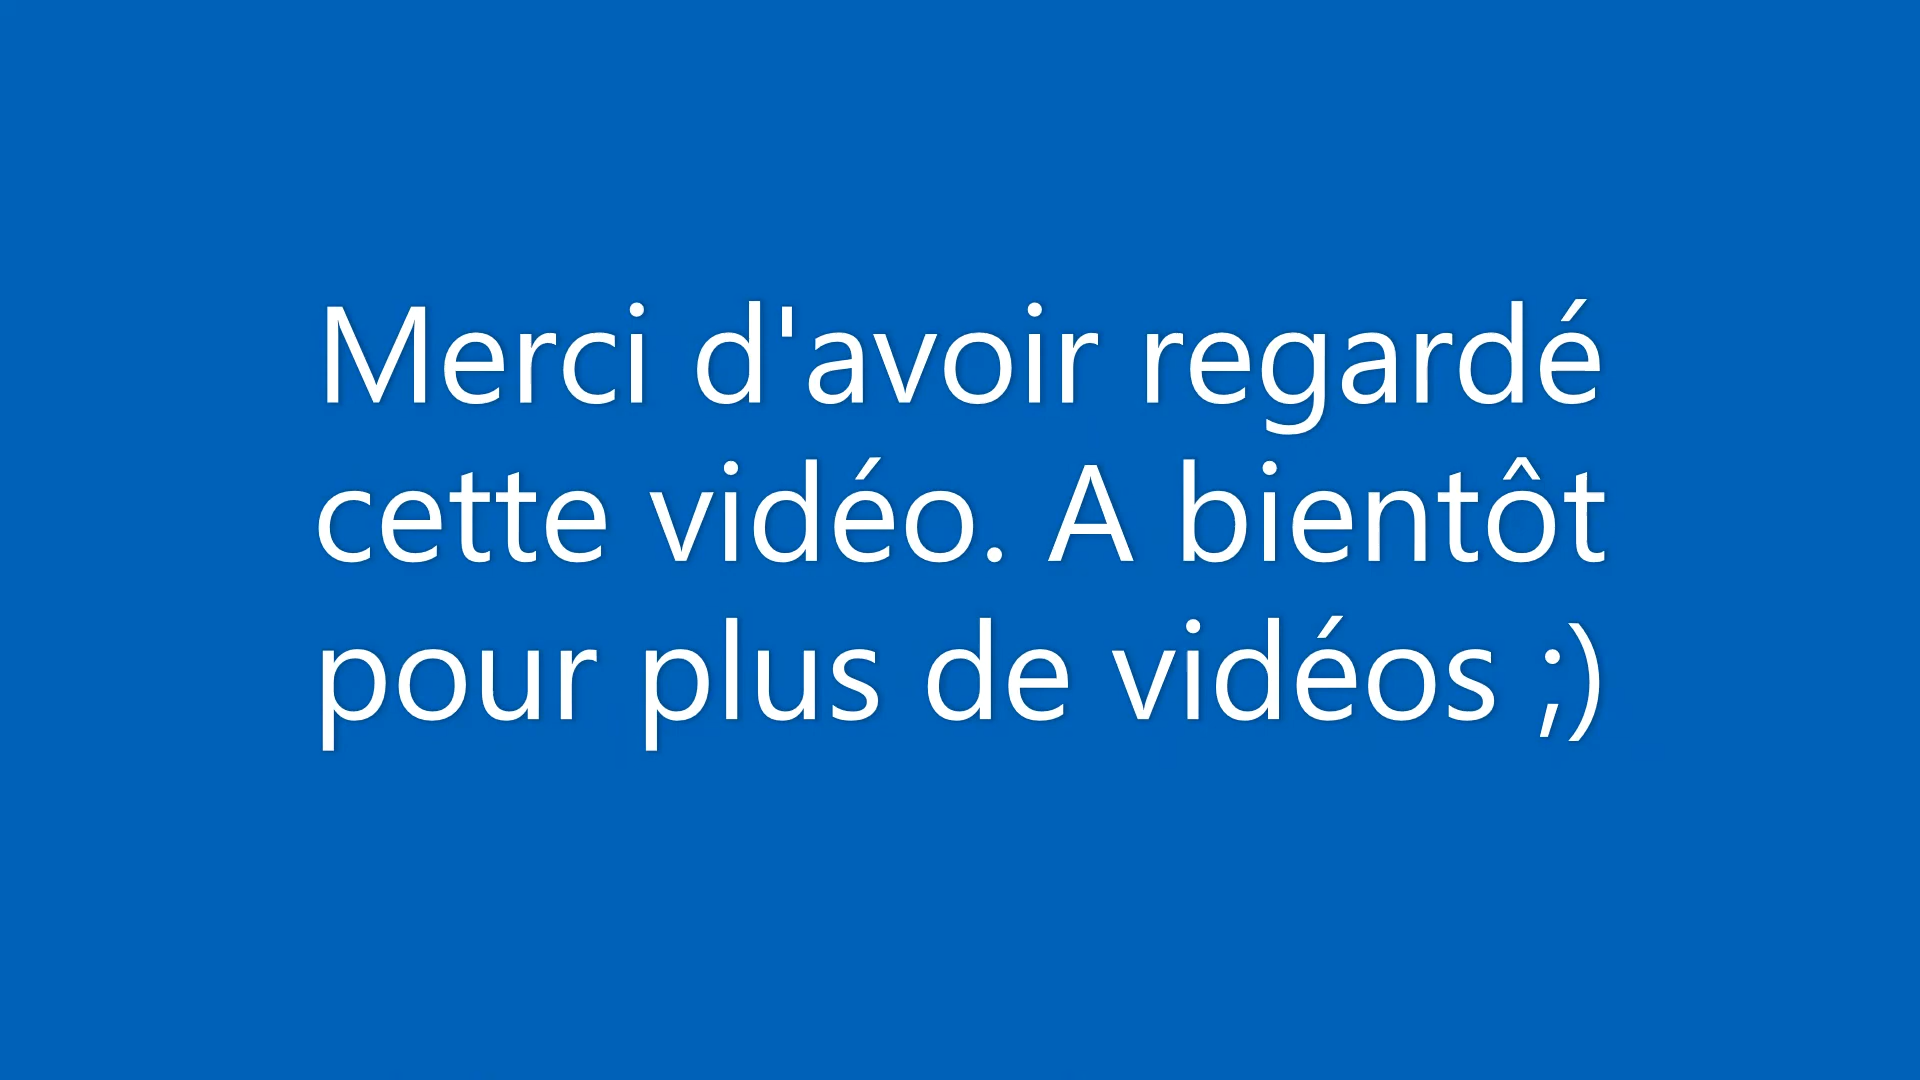 Merci d'avoir regardé
cette vidéo. A bientôt
pour plus de vidéos ;)